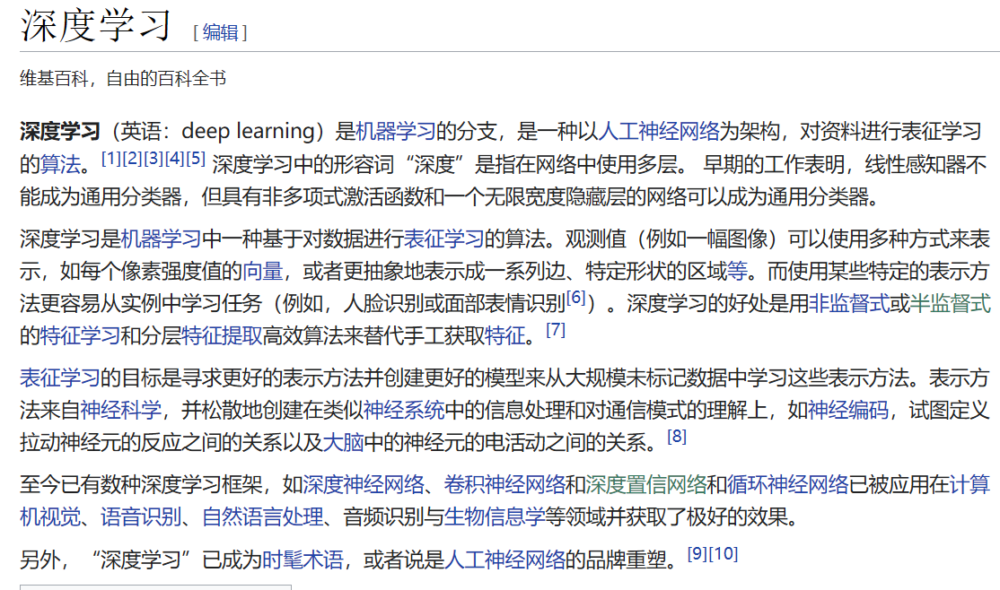 深度学习 [ 编辑 ]
维基百科，自由的百科全书
深度学习（英语：deep learning）是机器学习的分支，是一种以人工神经网络为架构，对资料进行表征学习
的算法。[1][2][3][4][5] 深度学习中的形容词“深度”是指在网络中使用多层。 早期的工作表明，线性感知器不
能成为通用分类器，但具有非多项式激活函数和一个无限宽度隐藏层的网络可以成为通用分类器。
深度学习是机器学习中一种基于对数据进行表征学习的算法。观测值（例如一幅图像）可以使用多种方式来表
示，如每个像素强度值的向量，或者更抽象地表示成一系列边、特定形状的区域等。而使用某些特定的表示方
法更容易从实例中学习任务（例如，人脸识别或面部表情识别[6]）。深度学习的好处是用非监督式或半监督式
的特征学习和分层特征提取高效算法来替代手工获取特征。[7]
表征学习的目标是寻求更好的表示方法并创建更好的模型来从大规模未标记数据中学习这些表示方法。表示方
法来自神经科学，并松散地创建在类似神经系统中的信息处理和对通信模式的理解上，如神经编码，试图定义
拉动神经元的反应之间的关系以及大脑中的神经元的电活动之间的关系。[8]
至今已有数种深度学习框架，如深度神经网络、卷积神经网络和深度置信网络和循环神经网络已被应用在计算
机视觉、语音识别、自然语言处理、音频识别与生物信息学等领域并获取了极好的效果。
另外，“深度学习”已成为时髦术语，或者说是人工神经网络的品牌重塑。[9][10]